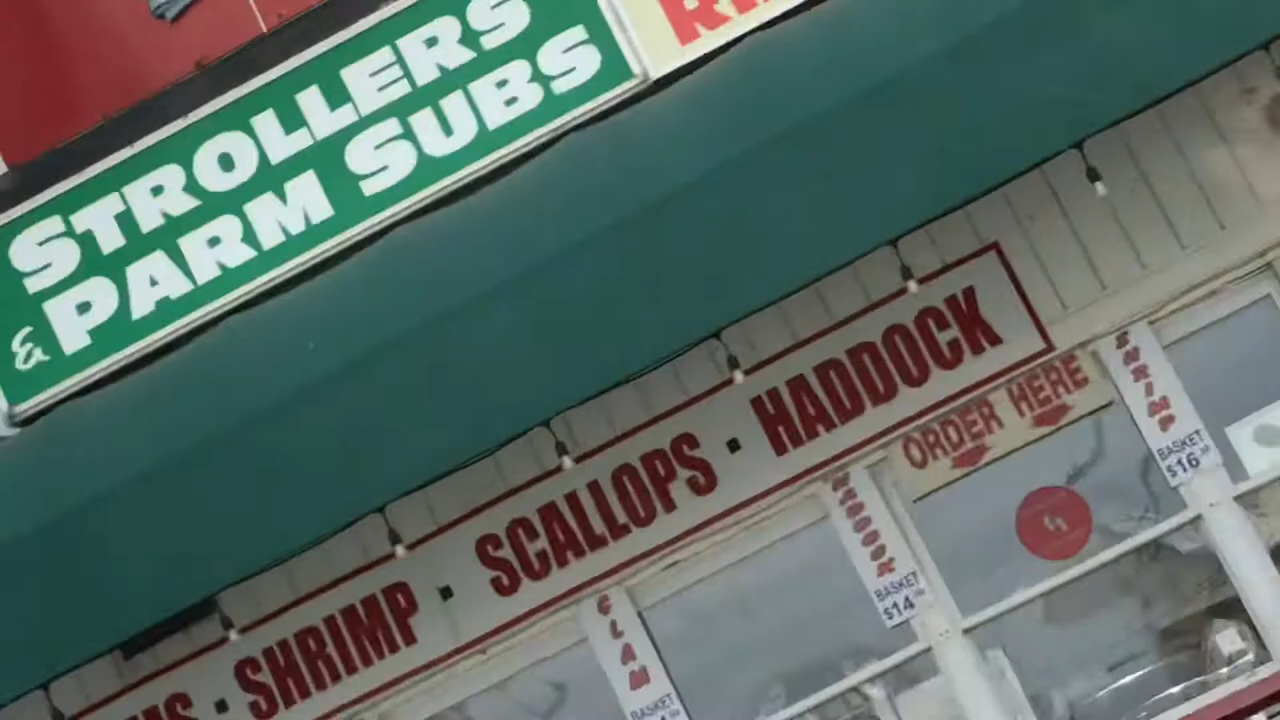 STROLLERS
& PARM SUBS
· SHRIMP · SCALLOPS · HADDOCK
ORDER HERE
SHRIMP
BASKET
$16
HADDOCK
BASKET
$14
CLAM
BASKET